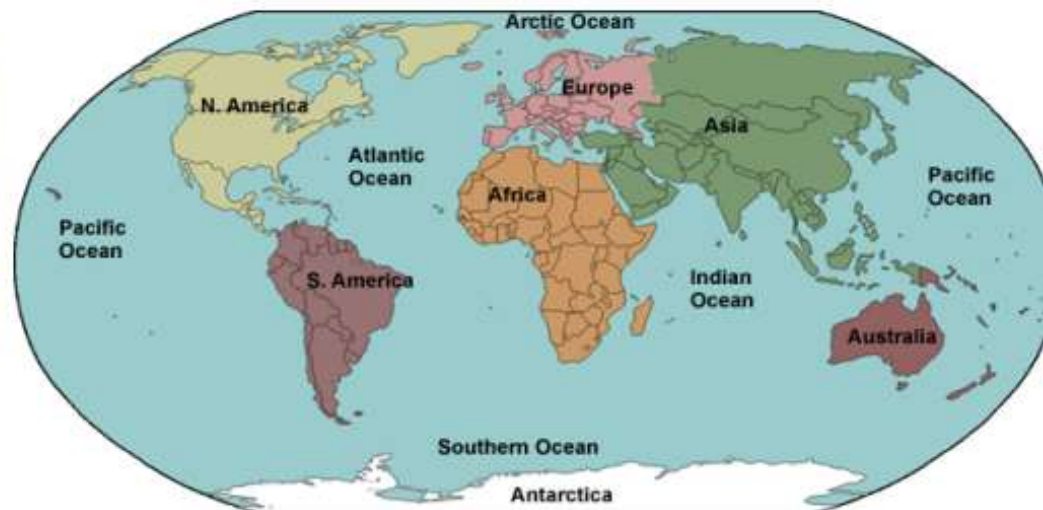 Arctic Ocean
N. America
Europe
Asia
Atlantic
Ocean
Pacific
Ocean
Africa
Pacific
Ocean
S. America
Indian
Ocean
Australia
Southern Ocean
Antarctica